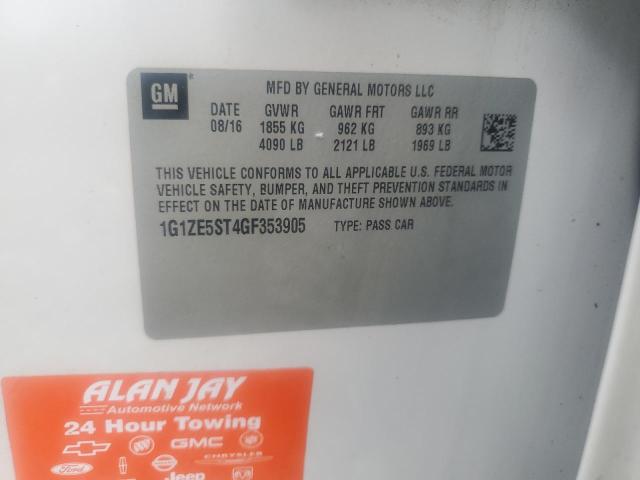 GM
MFD BY GENERAL MOTORS LLC
DATE GVWR GAWR FRT GAWR RR
08/16 1855 KG 962 KG 893 KG
4090 LB 2121 LB 1969 LB
THIS VEHICLE CONFORMS TO ALL APPLICABLE U.S. FEDERAL MOTOR
VEHICLE SAFETY, BUMPER, AND THEFT PREVENTION STANDARDS IN
EFFECT ON THE DATE OF MANUFACTURE SHOWN ABOVE.
1G1ZE5ST4GF353905 TYPE: PASS CAR
ALAN JAY
Automotive Network
24 Hour Towing
GMC
Ford CHRYSLER
Jeep